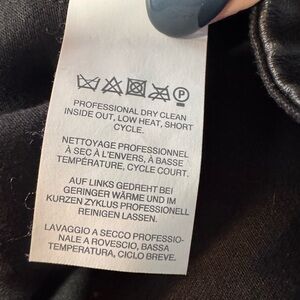 P
PROFESSIONAL DRY CLEAN
INSIDE OUT, LOW HEAT, SHORT
CYCLE.
NETTOYAGE PROFESSIONNEL
À SEC À L'ENVERS, À BASSE
TEMPÉRATURE, CYCLE COURT.
AUF LINKS GEDREHT BEI
GERINGER WÄRME UND IM
KURZEN ZYKLUS PROFESSIONELL
REINIGEN LASSEN.
LAVAGGIO A SECCO PROFESSIO-
NALE A ROVESCIO, BASSA
TEMPERATURA, CICLO BREVE.